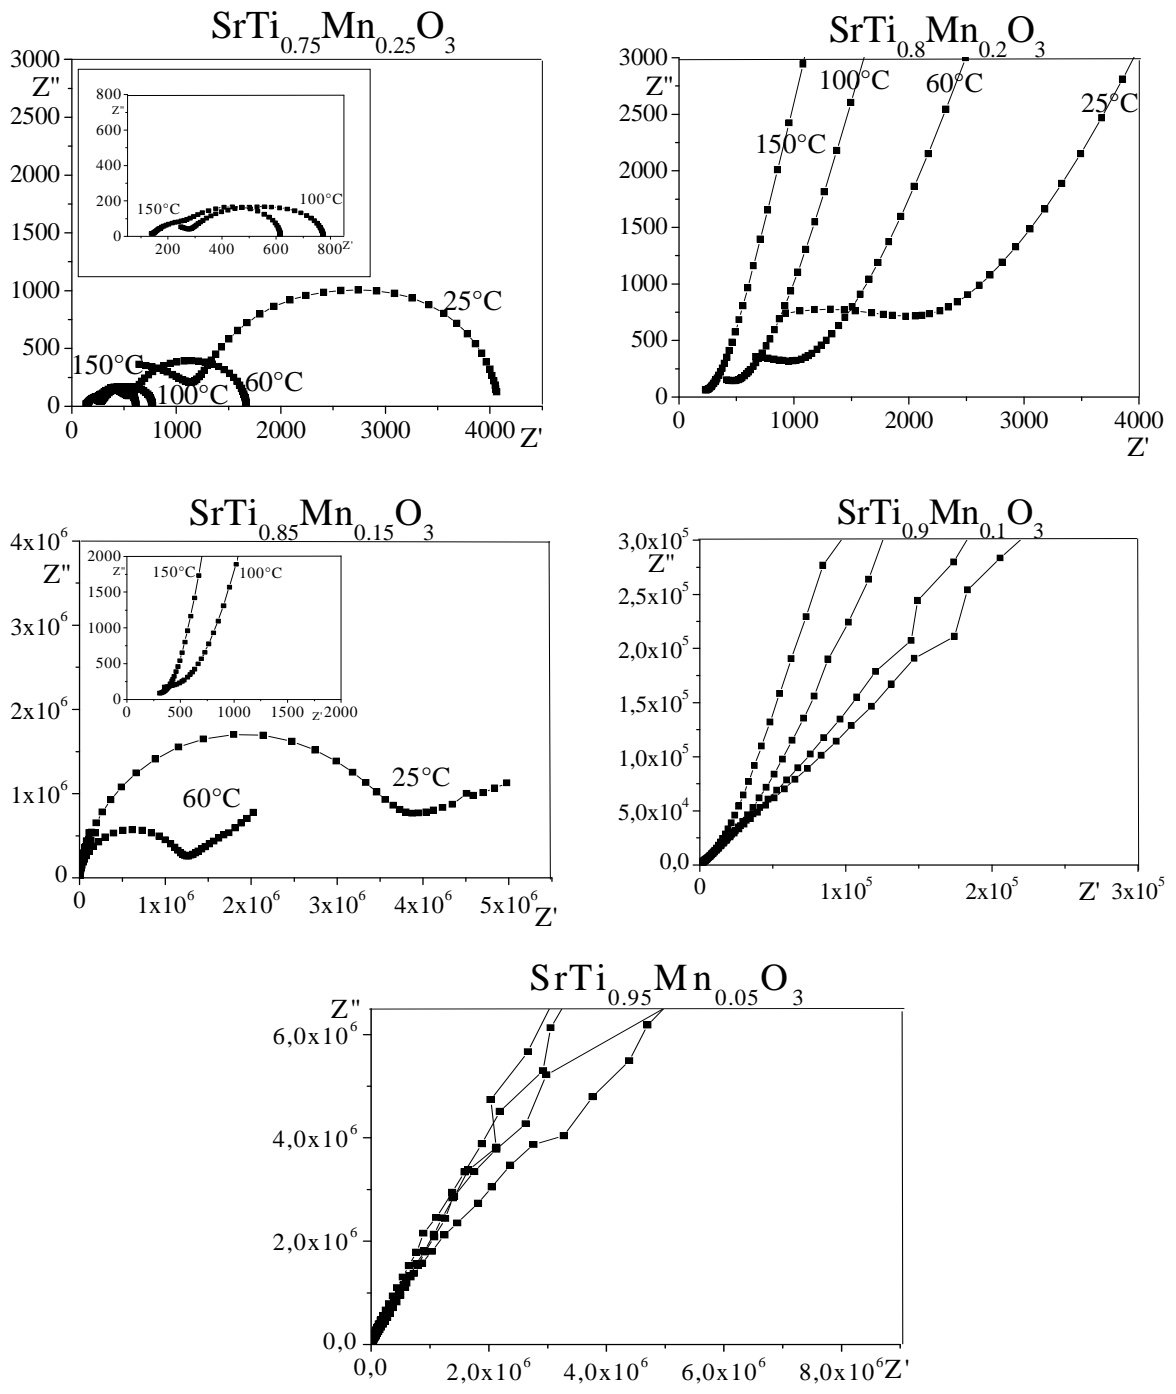 SrTi0.75Mn0.25O3
Z''
3000
2500
2000
1500
1000
500
0
800
Z''
600
400
200
0
150°C
100°C
200 400 600 800 Z'
25°C
150°C
100°C
60°C
0 1000 2000 3000 4000 Z'
SrTi0.8Mn0.2O3
Z''
3000
2500
2000
1500
1000
500
0
100°C
60°C
25°C
150°C
0 1000 2000 3000 4000
Z'
SrTi0.85Mn0.15O3
4x10^6
Z''
3x10^6
2x10^6
1x10^6
0
2000
Z''
1500
1000
500
0
150°C
100°C
0 500 1000 1500 Z' 2000
25°C
60°C
0 1x10^6 2x10^6 3x10^6 4x10^6 5x10^6 Z'
SrTi0.9Mn0.1O3
3,0x10^5
Z''
2,5x10^5
2,0x10^5
1,5x10^5
1,0x10^5
5,0x10^4
0,0
0 1x10^5 2x10^5 Z' 3x10^5
SrTi0.95Mn0.05O3
Z''
6,0x10^6
4,0x10^6
2,0x10^6
0,0
0,0 2,0x10^6 4,0x10^6 6,0x10^6 8,0x10^6 Z'